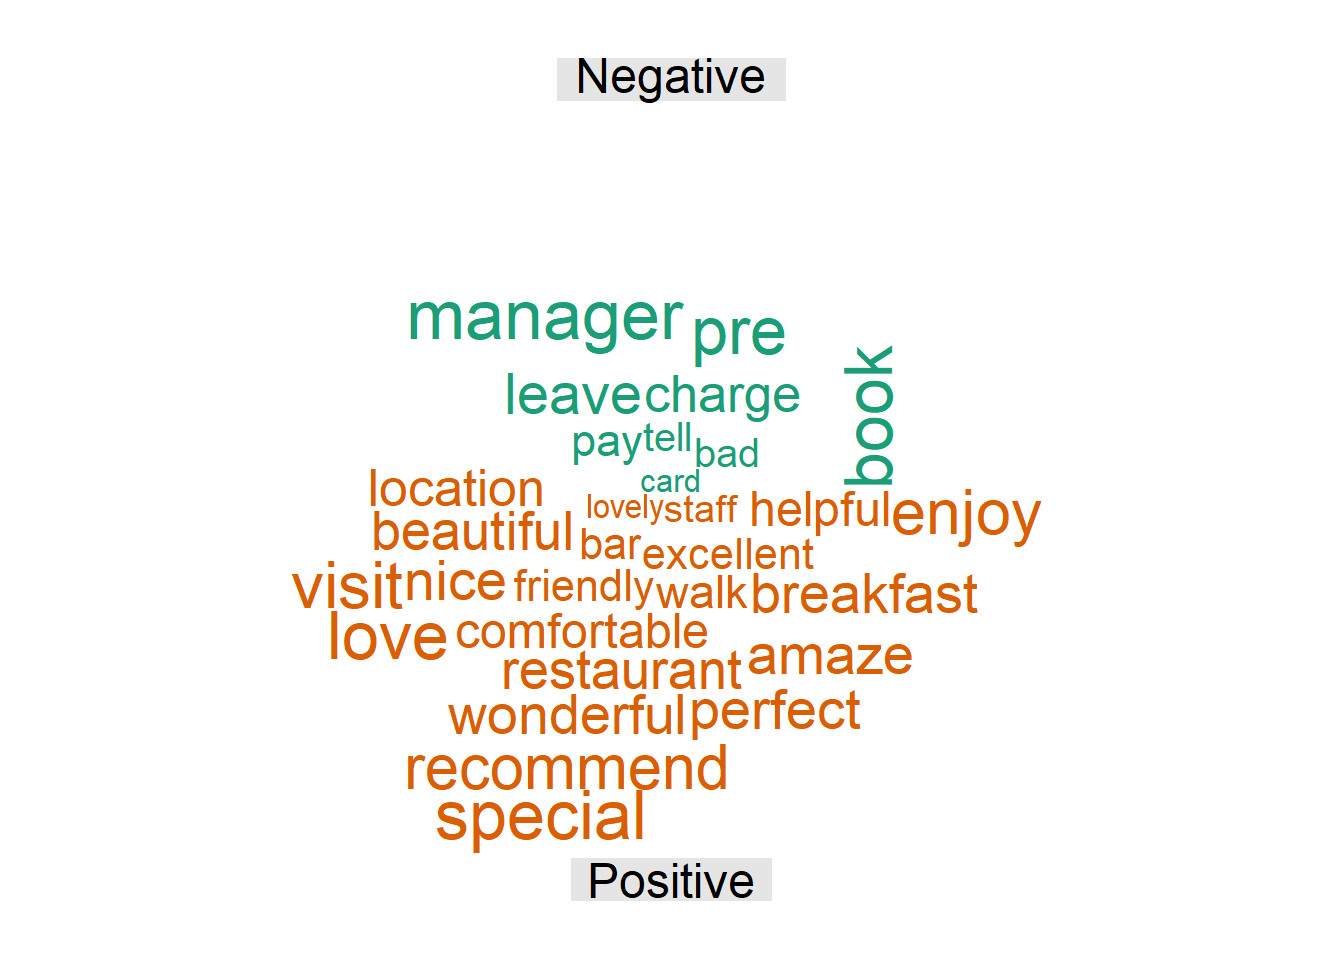 Negative
manager pre
book
leave charge
pay tell bad
card
location lovely staff helpful enjoy
beautiful bar excellent
visit nice friendly walk breakfast
love comfortable
restaurant amaze
wonderful perfect
recommend
special
Positive